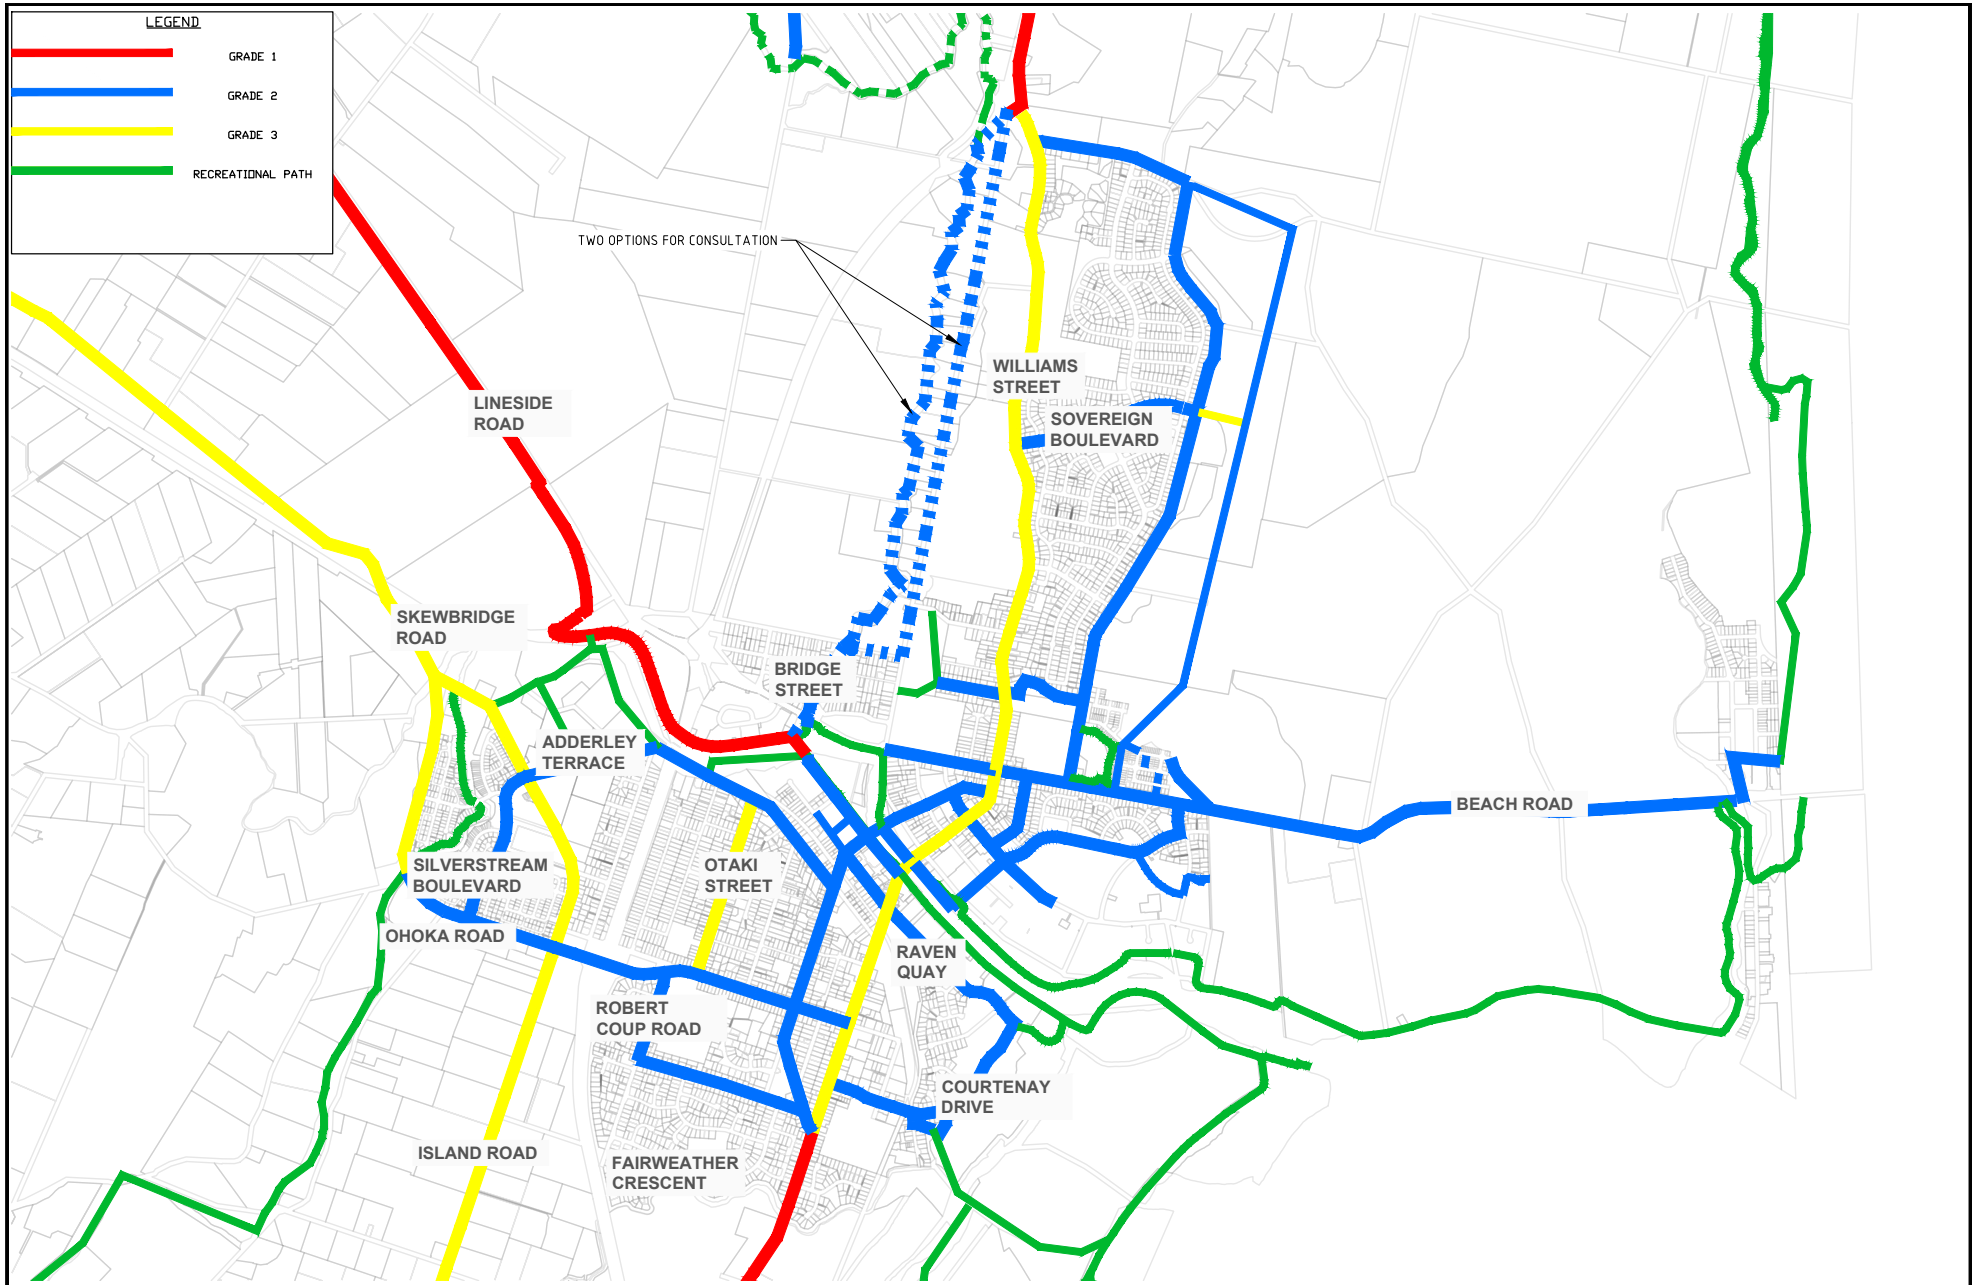 LEGEND
GRADE 1
GRADE 2
GRADE 3
RECREATIONAL PATH
TWO OPTIONS FOR CONSULTATION
WILLIAMS
STREET
LINESIDE
ROAD
SOVEREIGN
BOULEVARD
SKEWBRIDGE
ROAD
BRIDGE
STREET
ADDERLEY
TERRACE
BEACH ROAD
SILVERSTREAM
BOULEVARD
OTAKI
STREET
OHOKA ROAD
RAVEN
QUAY
ROBERT
COUP ROAD
COURTENAY
DRIVE
ISLAND ROAD
FAIRWEATHER
CRESCENT